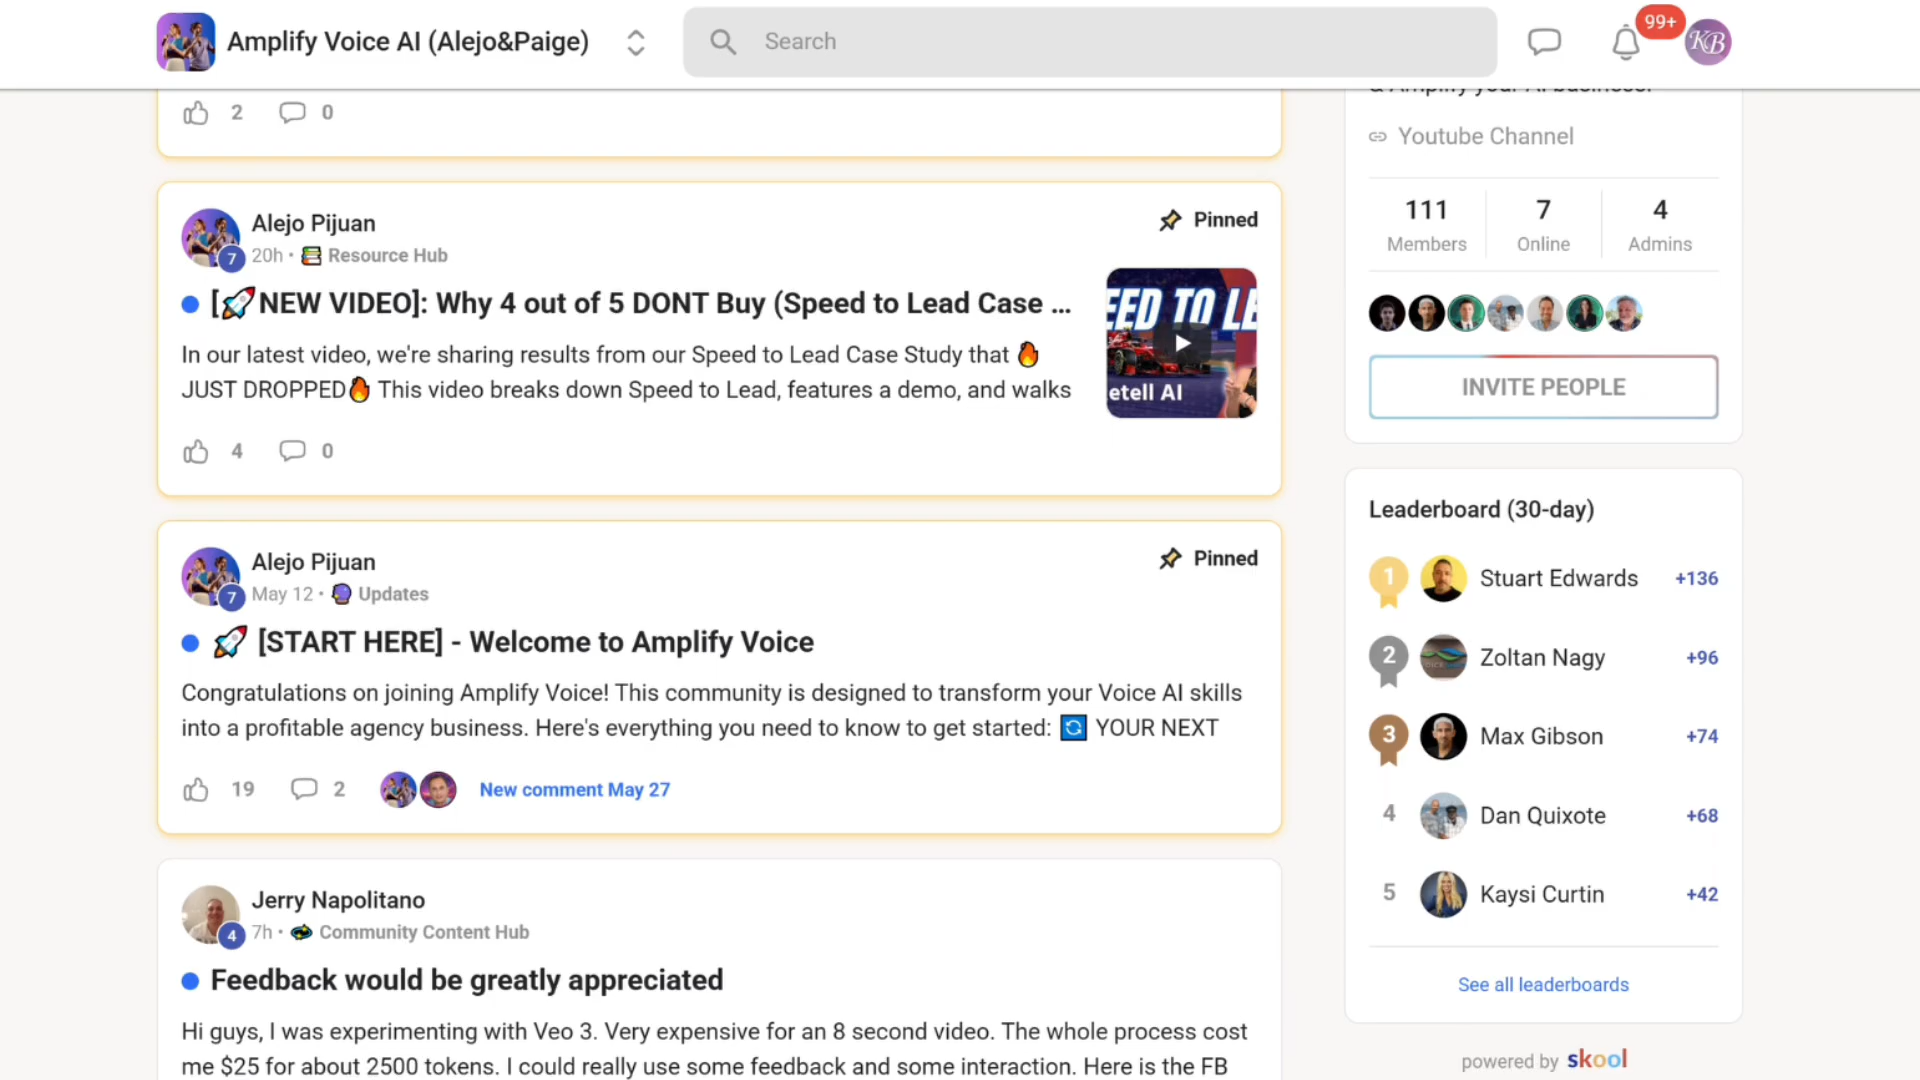 Amplify Voice AI (Alejo&Paige)
Search
99+
KB
2
0
Youtube Channel
111
Members
7
Online
4
Admins
INVITE PEOPLE
Alejo Pijuan
Pinned
7
20h • Resource Hub
[🚀NEW VIDEO]: Why 4 out of 5 DONT Buy (Speed to Lead Case ...
In our latest video, we're sharing results from our Speed to Lead Case Study that 🔥
JUST DROPPED🔥 This video breaks down Speed to Lead, features a demo, and walks
EED TO LE
etell AI
4
0
Alejo Pijuan
Pinned
7
May 12 • Updates
🚀 [START HERE] - Welcome to Amplify Voice
Congratulations on joining Amplify Voice! This community is designed to transform your Voice AI skills
into a profitable agency business. Here's everything you need to know to get started: 🔄 YOUR NEXT
19
2
New comment May 27
Jerry Napolitano
4
7h • Community Content Hub
Feedback would be greatly appreciated
Hi guys, I was experimenting with Veo 3. Very expensive for an 8 second video. The whole process cost
me $25 for about 2500 tokens. I could really use some feedback and some interaction. Here is the FB
Leaderboard (30-day)
1 Stuart Edwards +136
2 Zoltan Nagy +96
3 Max Gibson +74
4 Dan Quixote +68
5 Kaysi Curtin +42
See all leaderboards
powered by skool